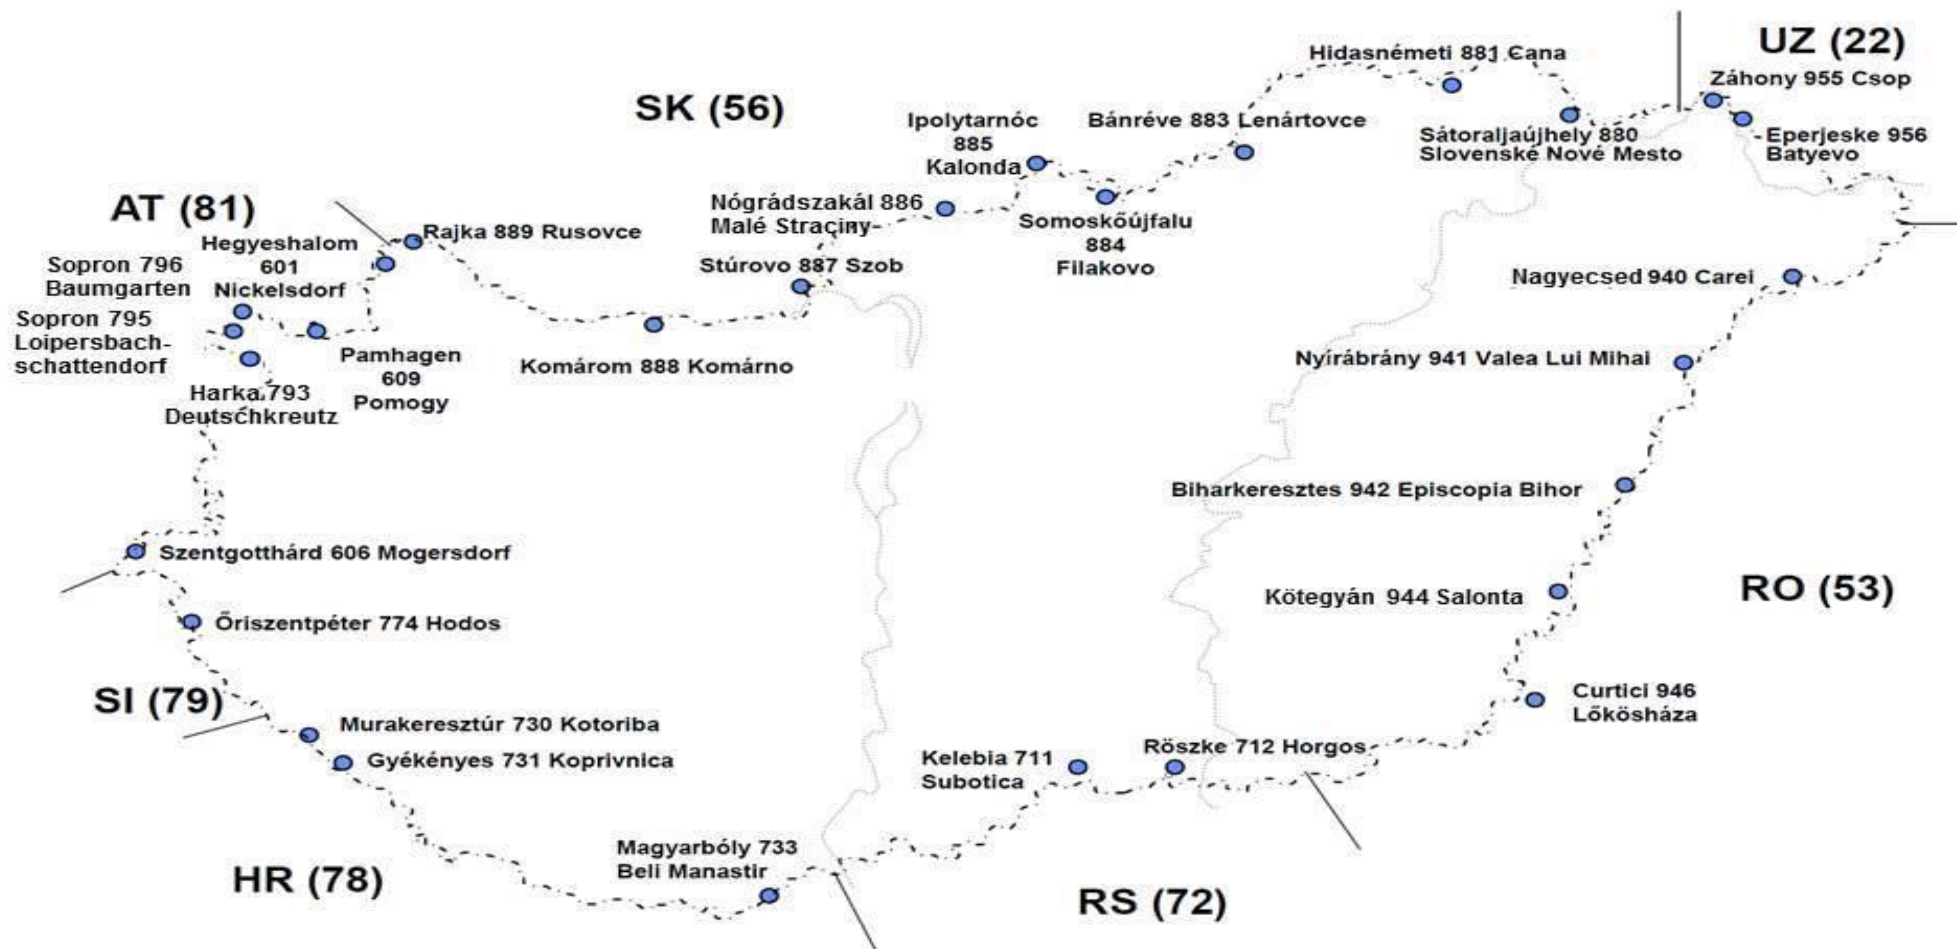 UZ (22)
Hidasnémeti 881 Cana
Záhony 955 Csop
SK (56)
Ipolytarnóc
885
Kalonda
Bánréve 883 Lenártovce
Sátoraljaújhely 880
Slovenské Nové Mesto
Eperjeske 956
Batyevo
AT (81)
Nógrádszakál 886
Malé Straciny
Somoskőújfalu
884
Filakovo
Rajka 889 Rusovce
Hegyeshalom
601
Nickelsdorf
Sopron 796
Baumgarten
Stúrovo 887 Szob
Nagyecsed 940 Carei
Sopron 795
Loipersbach-
schattendorf
Pamhagen
609
Pomogy
Komárom 888 Komárno
Nyírábrány 941 Valea Lui Mihai
Harka 793
Deutschkreutz
Biharkeresztes 942 Episcopia Bihor
Szentgotthárd 606 Mogersdorf
Kötegyán 944 Salonta
RO (53)
Őriszentpéter 774 Hodos
SI (79)
Curtici 946
Lőkösháza
Murakeresztúr 730 Kotoriba
Gyékényes 731 Koprivnica
Kelebia 711
Subotica
Röszke 712 Horgos
Magyarbóly 733
Beli Manastir
HR (78)
RS (72)